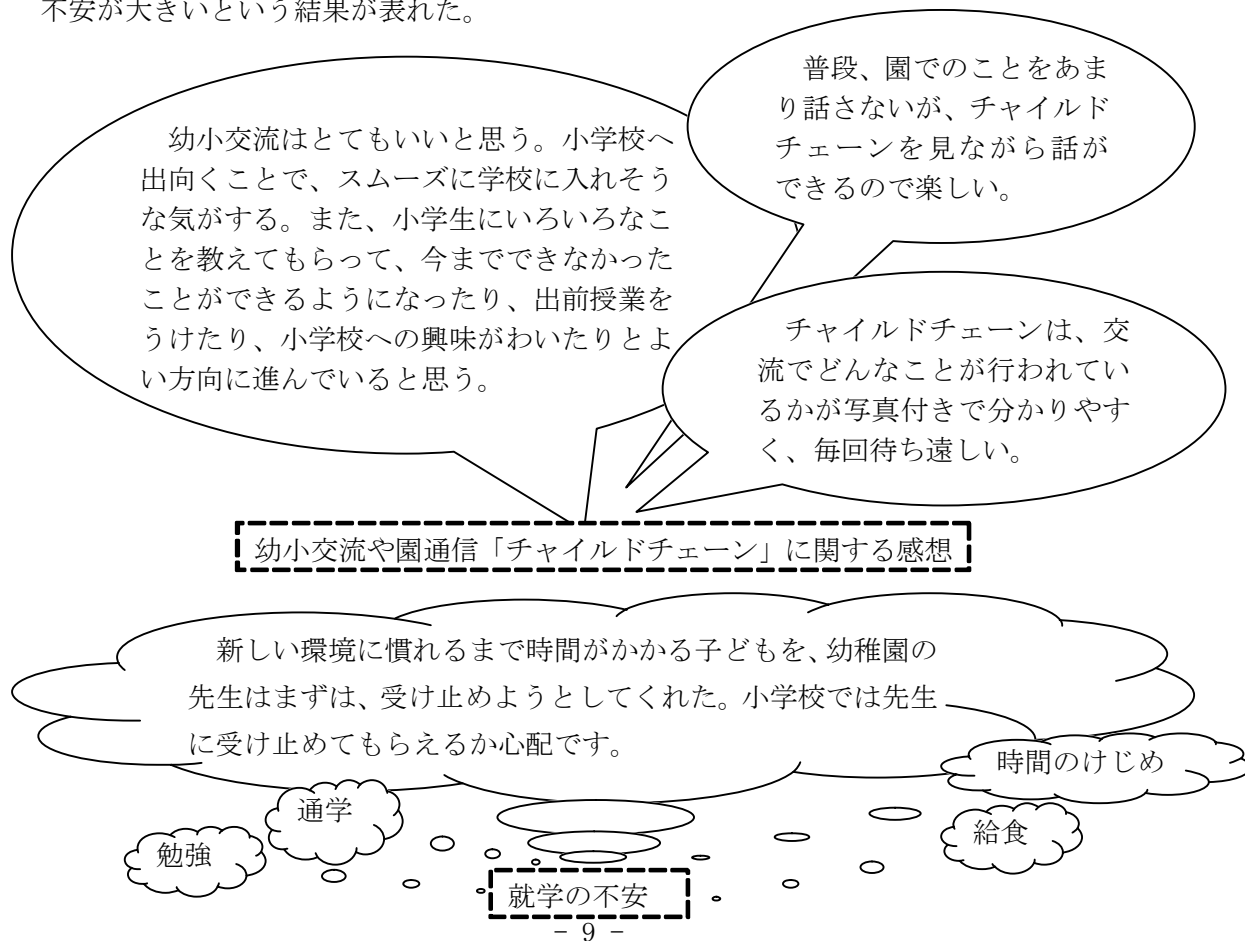 不安が大きいという結果が表れた。
幼小交流はとてもいいと思う。小学校へ
出向くことで、スムーズに学校に入れそう
な気がする。また、小学生にいろいろなこ
とを教えてもらって、今までできなかった
ことができるようになったり、出前授業を
うけたり、小学校への興味がわいたりとよ
い方向に進んでいると思う。
普段、園でのことをあま
り話さないが、チャイルド
チェーンを見ながら話が
できるので楽しい。
チャイルドチェーンは、交
流でどんなことが行われてい
るかが写真付きで分かりやす
く、毎回待ち遠しい。
幼小交流や園通信「チャイルドチェーン」に関する感想
新しい環境に慣れるまで時間がかかる子どもを、幼稚園の
先生はまずは、受け止めようとしてくれた。小学校では先生
に受け止めてもらえるか心配です。
時間のけじめ
通学
給食
勉強
就学の不安
- 9 -